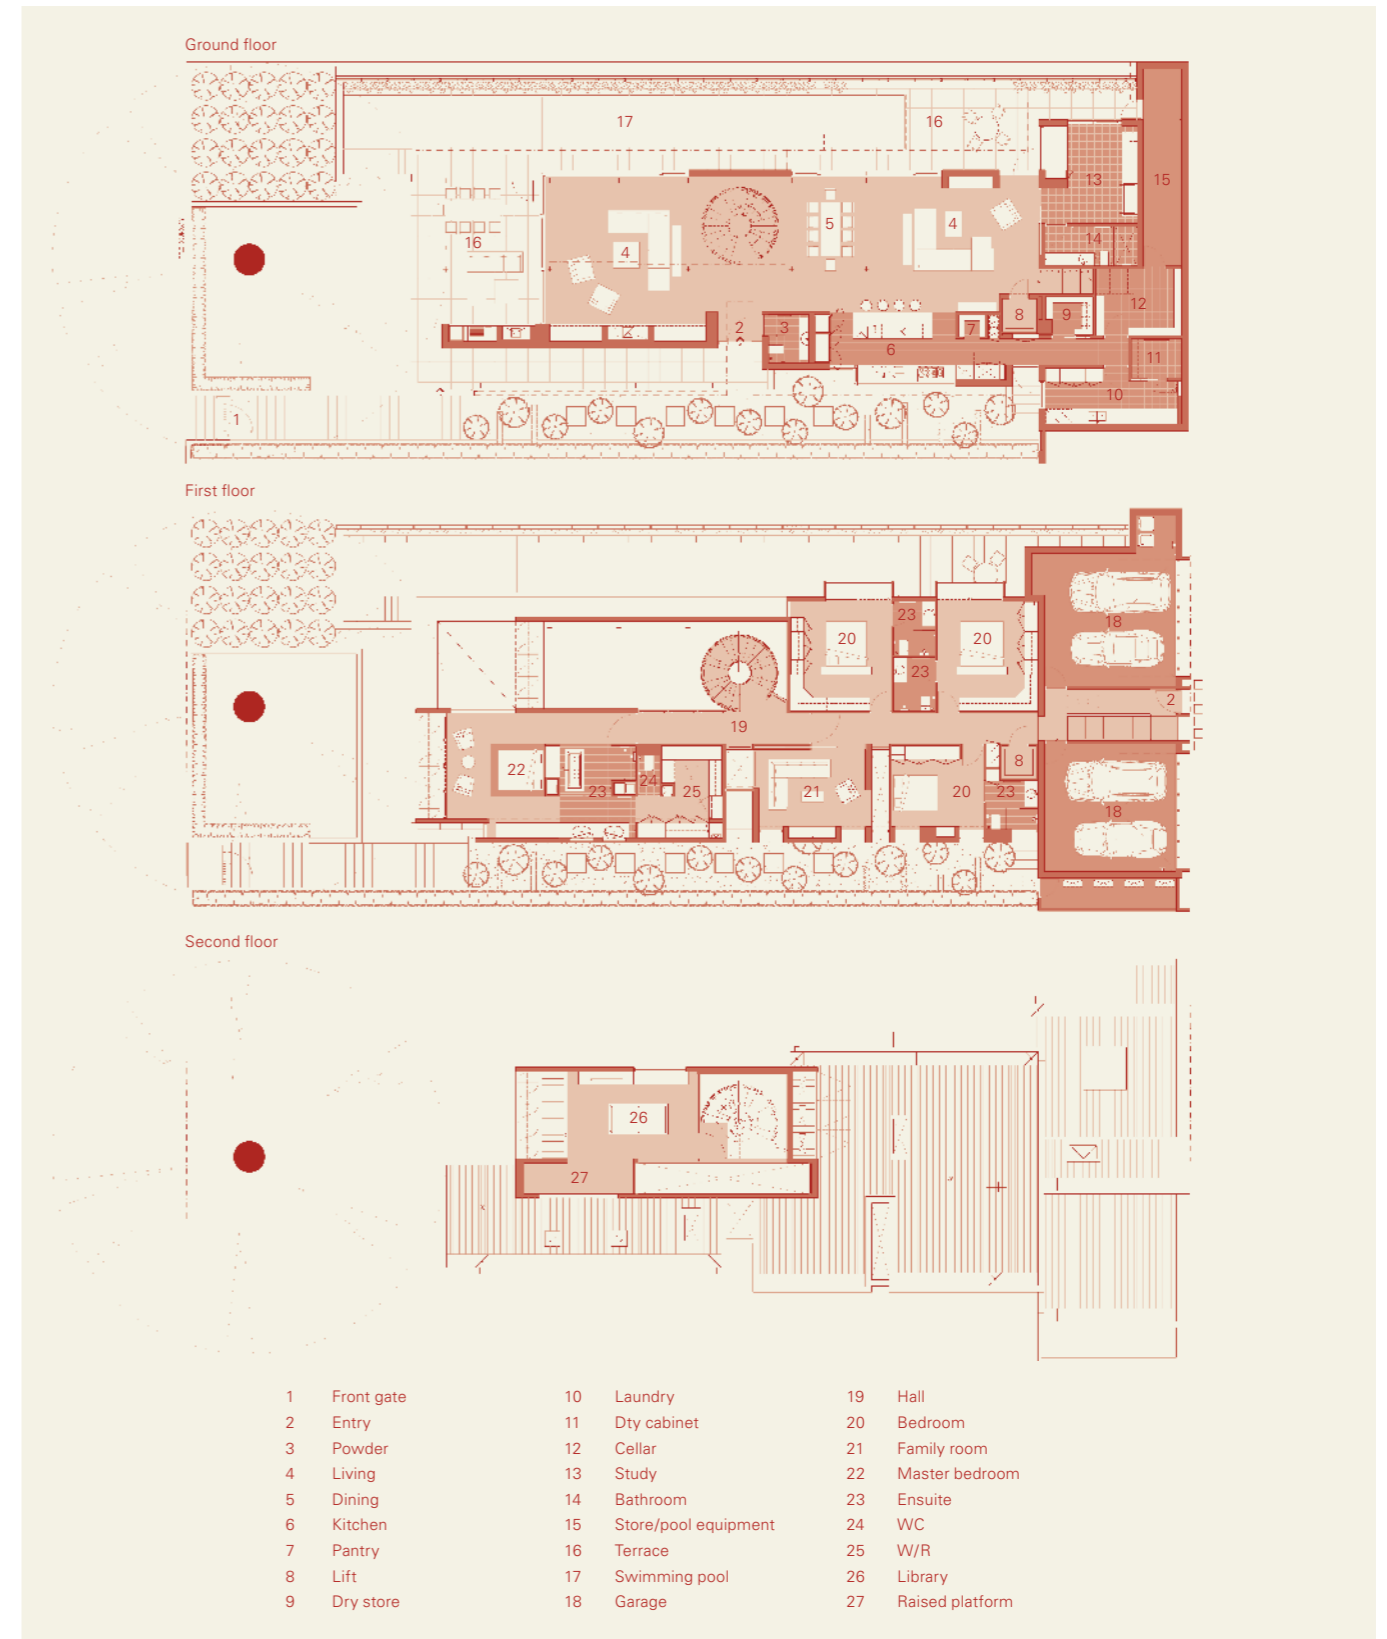 Ground floor
17
16
13
15
5
4
4
14
16
12
8
9
2
3
7
6
11
10
1
First floor
23
18
20
20
23
2
19
8
22
24
23
25
21
20
23
18
Second floor
26
27
1 Front gate
2 Entry
3 Powder
4 Living
5 Dining
6 Kitchen
7 Pantry
8 Lift
9 Dry store
10 Laundry
11 Dty cabinet
12 Cellar
13 Study
14 Bathroom
15 Store/pool equipment
16 Terrace
17 Swimming pool
18 Garage
19 Hall
20 Bedroom
21 Family room
22 Master bedroom
23 Ensuite
24 WC
25 W/R
26 Library
27 Raised platform